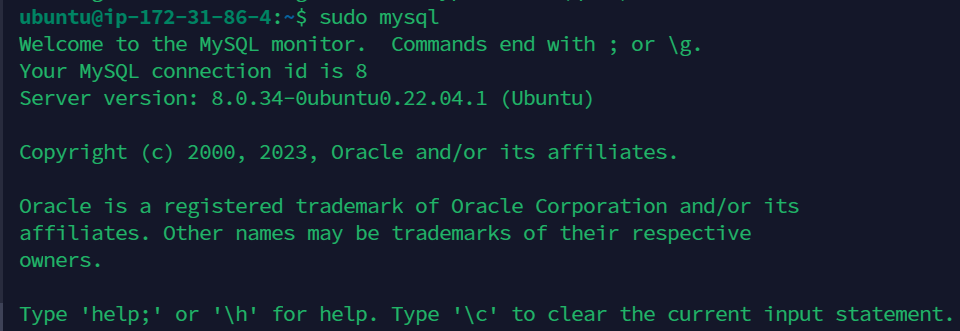 ubuntu@ip-172-31-86-4:~$ sudo mysql
Welcome to the MySQL monitor.  Commands end with ; or \g.
Your MySQL connection id is 8
Server version: 8.0.34-0ubuntu0.22.04.1 (Ubuntu)
Copyright (c) 2000, 2023, Oracle and/or its affiliates.
Oracle is a registered trademark of Oracle Corporation and/or its
affiliates. Other names may be trademarks of their respective
owners.
Type 'help;' or '\h' for help. Type '\c' to clear the current input statement.